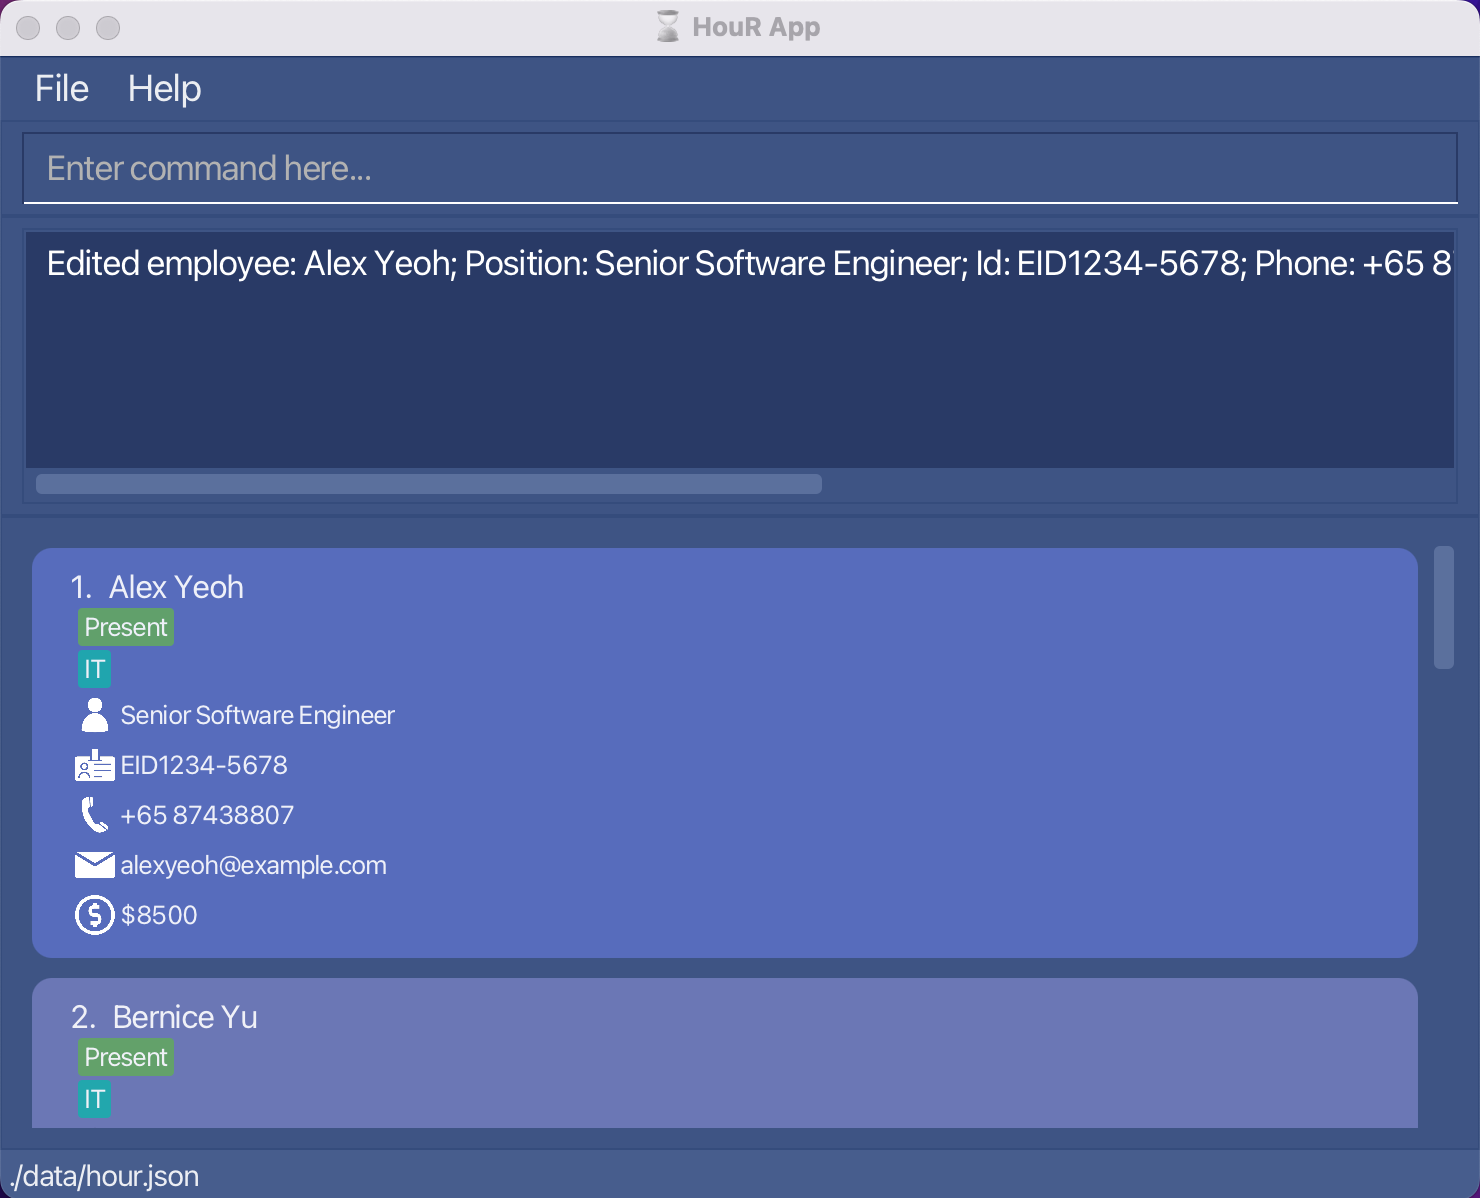 HouR App
File Help
Enter command here...
Edited employee: Alex Yeoh; Position: Senior Software Engineer; Id: EID1234-5678; Phone: +65 8
1. Alex Yeoh
Present
IT
Senior Software Engineer
EID1234-5678
+65 87438807
alexyeoh@example.com
$8500
2. Bernice Yu
Present
IT
./data/hour.json